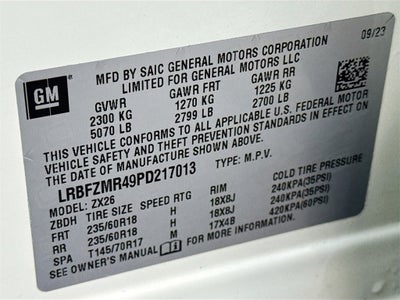 09/23
GM
MFD BY SAIC GENERAL MOTORS CORPORATION
LIMITED FOR GENERAL MOTORS LLC
GVWR GAWR FRT GAWR RR
2300 KG 1270 KG 1225 KG
5070 LB 2799 LB 2700 LB
THIS VEHICLE CONFORMS TO ALL APPLICABLE U.S. FEDERAL MOTOR
VEHICLE SAFETY AND THEFT PREVENTION STANDARDS IN EFFECT ON
THE DATE OF MANUFACTURE SHOWN ABOVE.
LRBFZMR49PD217013 TYPE: M.P.V.
MODEL: ZX26
ZBDH TIRE SIZE SPEED RTG RIM COLD TIRE PRESSURE
FRT 235/60R18 H 18X8J 240KPA(35PSI)
RR 235/60R18 H 18X8J 240KPA(35PSI)
SPA T145/70R17 M 17X4B 420KPA(60PSI)
SEE OWNER'S MANUAL FOR MORE INFORMATION.